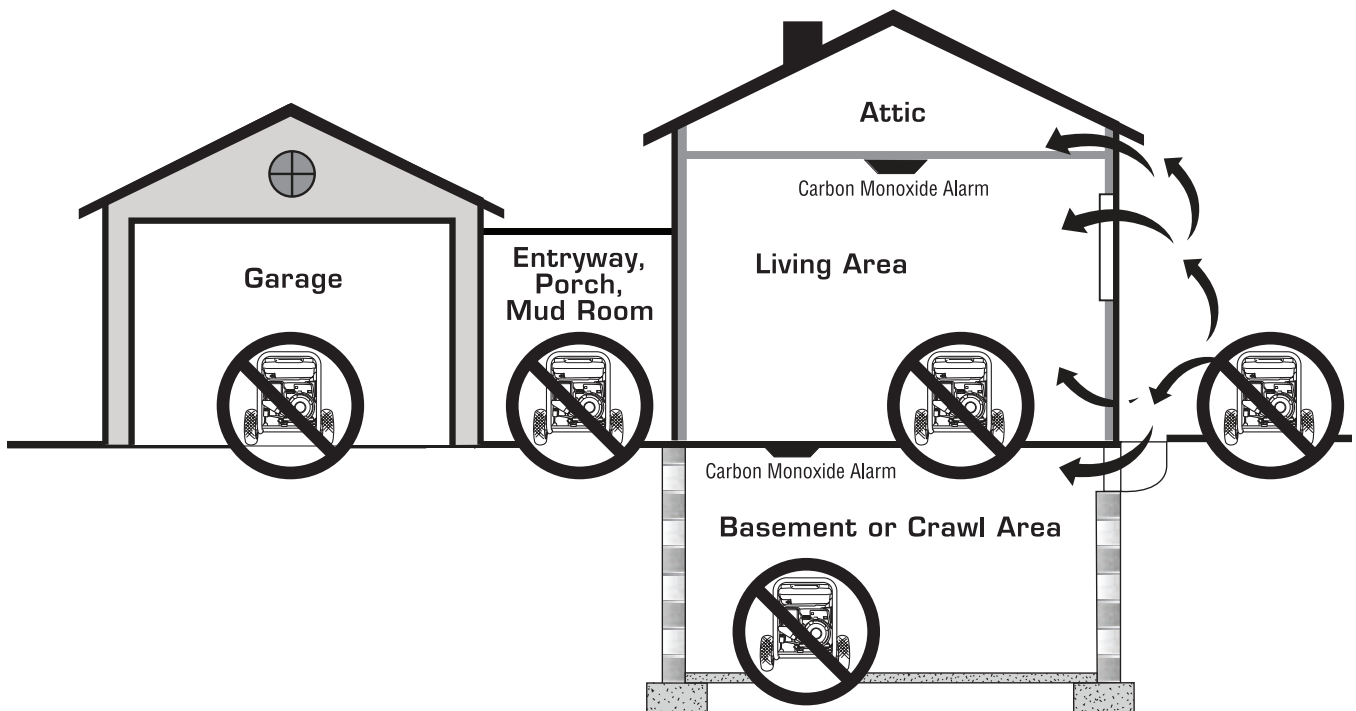 Attic
Carbon Monoxide Alarm
Garage
Entryway,
Porch,
Mud Room
Living Area
Carbon Monoxide Alarm
Basement or Crawl Area